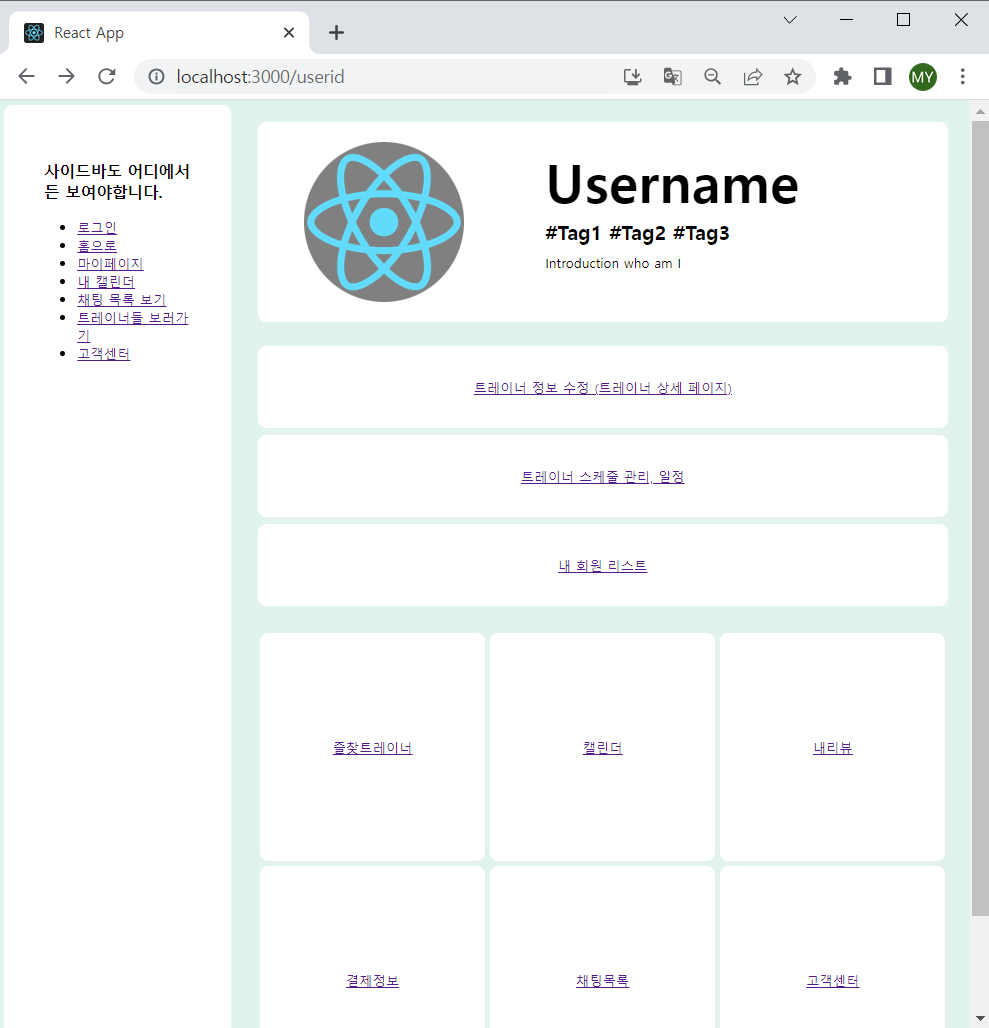 React App
localhost:3000/userid
MY
사이드바도 어디에서
든 보여야합니다.
로그인
홈으로
마이페이지
내 캘린더
채팅 목록 보기
트레이너들 보러가
기
고객센터
Username
#Tag1 #Tag2 #Tag3
Introduction who am I
트레이너 정보 수정 (트레이너 상세 페이지)
트레이너 스케줄 관리, 일정
내 회원 리스트
즐찾트레이너
캘린더
내리뷰
결제정보
채팅목록
고객센터